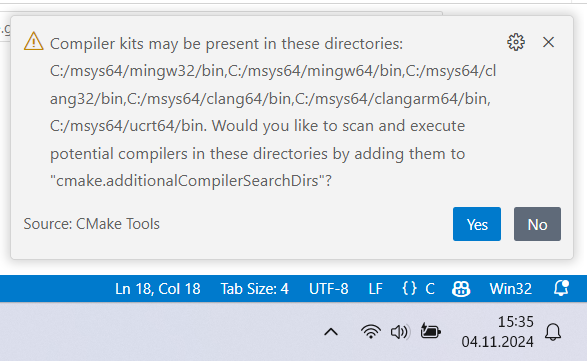 Compiler kits may be present in these directories:
C:/msys64/mingw32/bin,C:/msys64/mingw64/bin,C:/msys64/cl
ang32/bin,C:/msys64/clang64/bin,C:/msys64/clangarm64/bin,
C:/msys64/ucrt64/bin. Would you like to scan and execute
potential compilers in these directories by adding them to
"cmake.additionalCompilerSearchDirs"?
Source: CMake Tools
Yes
No
Ln 18, Col 18
Tab Size: 4
UTF-8
LF
{ } C
Win32
15:35
04.11.2024